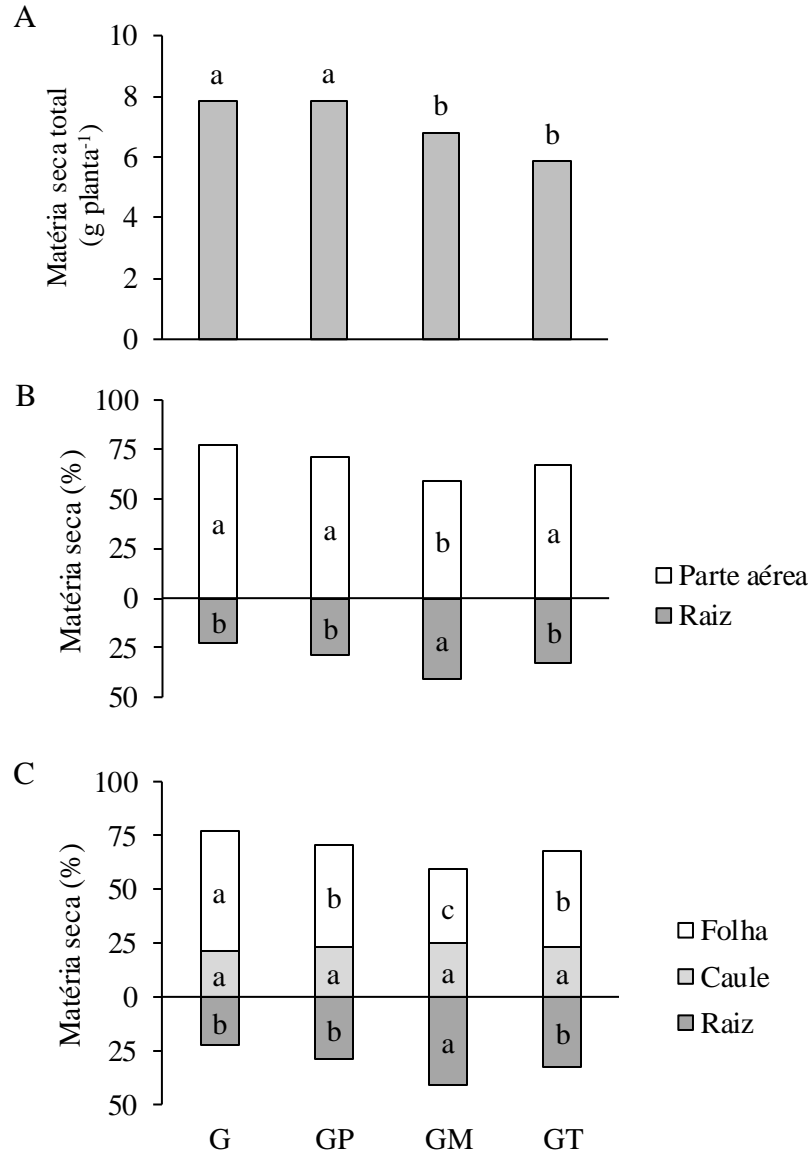 A
Matéria seca total
(g planta⁻¹)
10
8
6
4
2
0
a
a
b
b
B
Matéria seca (%)
100
75
50
25
0
25
50
a
a
b
a
b
b
a
b
Parte aérea
Raiz
C
Matéria seca (%)
100
75
50
25
0
25
50
a
b
c
b
a
a
a
a
b
b
a
b
Folha
Caule
Raiz
G GP GM GT